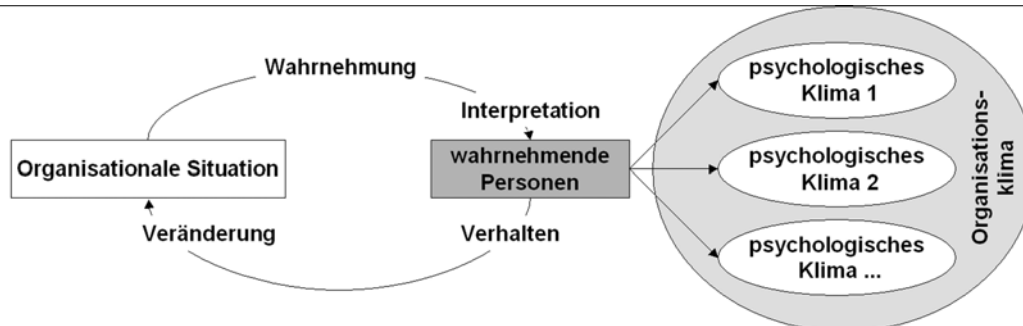 Wahrnehmung
Interpretation
Organisationale Situation
wahrnehmende
Personen
Veränderung
Verhalten
psychologisches
Klima 1
psychologisches
Klima 2
psychologisches
Klima ...
Organisations-
klima